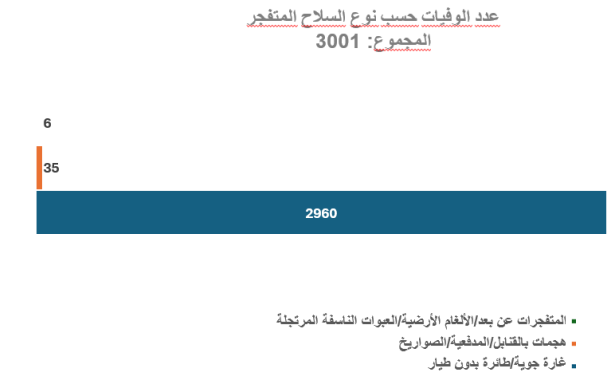 عدد الوفيات حسب نوع السلاح المتفجر
المجموع: 3001
6
35
2960
المتفجرات عن بعد/الألغام الأرضية/العبوات الناسفة المرتجلة
هجمات بالقنابل/المدفعية/الصواريخ
غارة جوية/طائرة بدون طيار